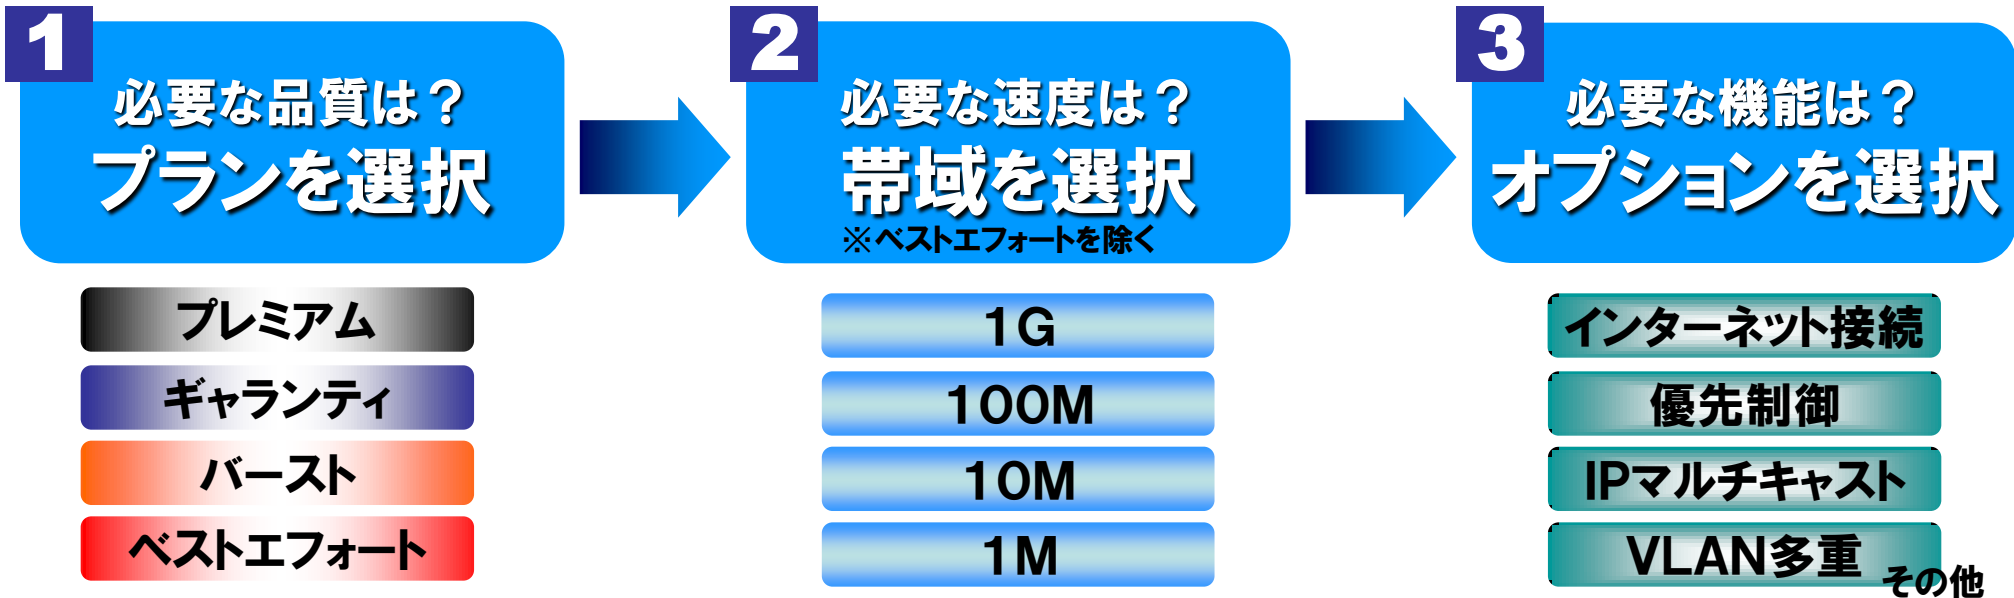 1
必要な品質は？
プランを選択
プレミアム
ギャランティ
バースト
ベストエフォート
2
必要な速度は？
帯域を選択
※ベストエフォートを除く
1G
100M
10M
1M
3
必要な機能は？
オプションを選択
インターネット接続
優先制御
IPマルチキャスト
VLAN多重
その他